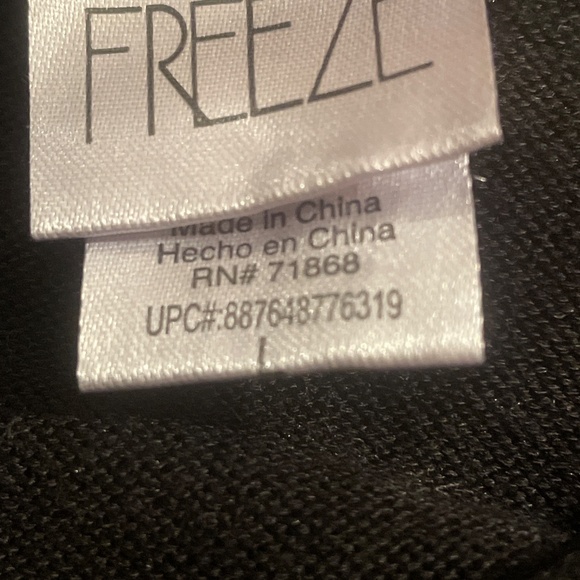 FREEZE
Made in China
Hecho en China
RN# 71868
UPC#:887648776319